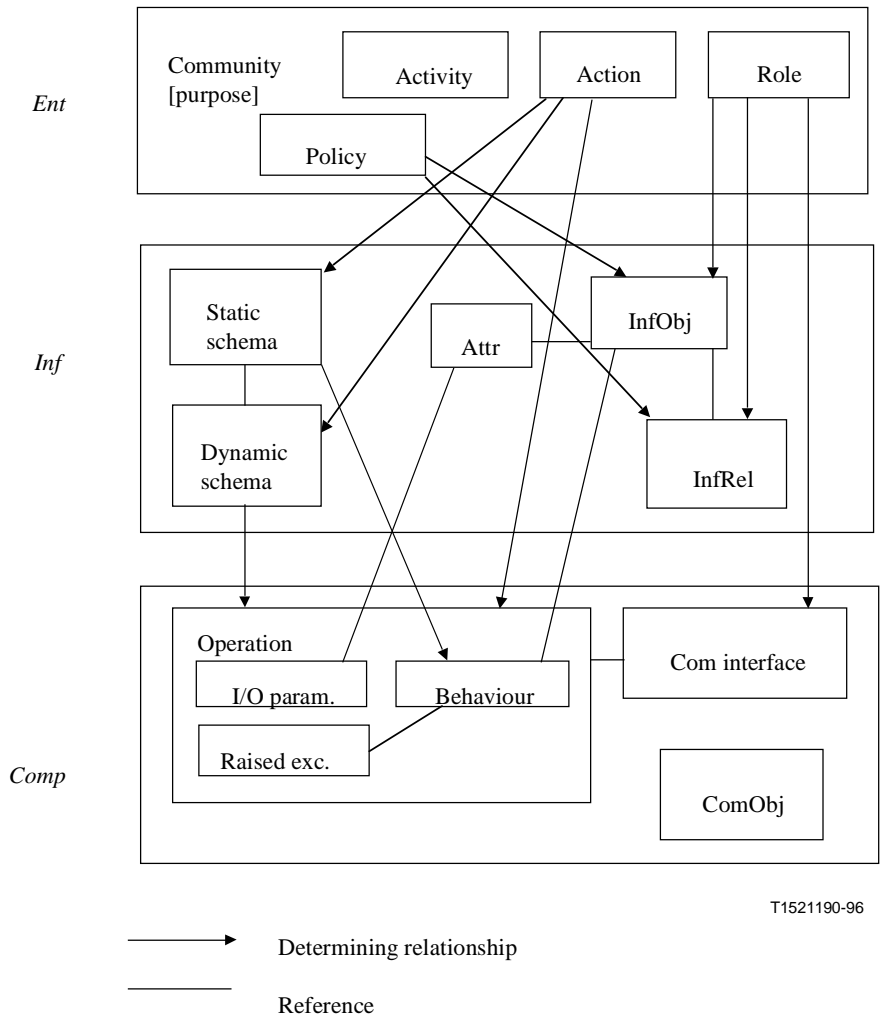 Community
[purpose]
Activity
Action
Role
Ent
Policy
Static
schema
InfObj
Attr
Inf
Dynamic
schema
InfRel
Operation
I/O param.
Behaviour
Com interface
Raised exc.
Comp
ComObj
T1521190-96
Determining relationship
Reference